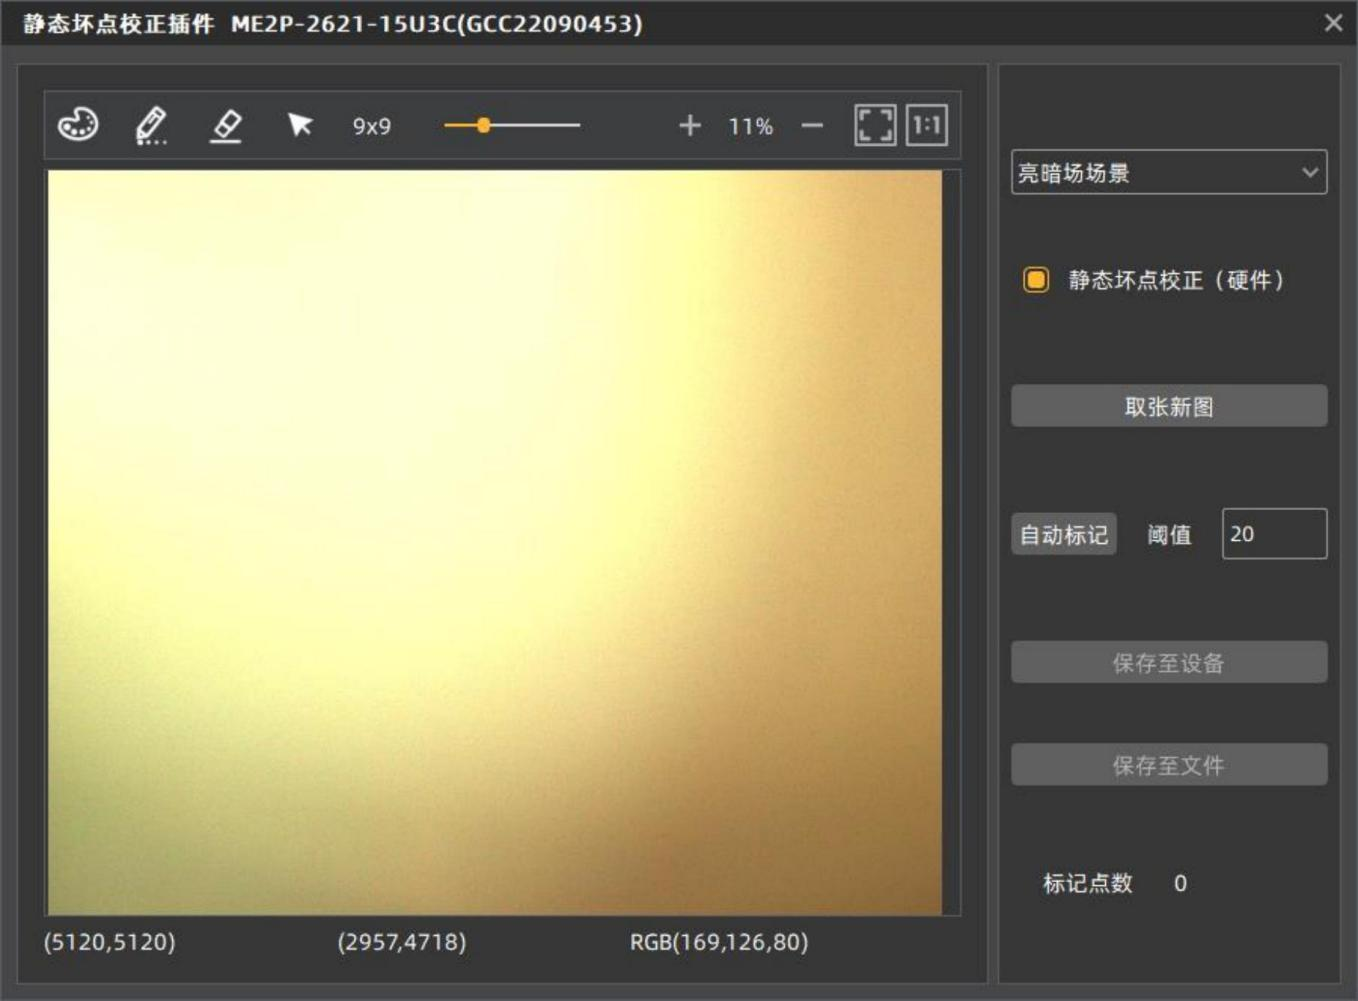 静态坏点校正插件 ME2P-2621-15U3C(GCC22090453)
9x9 11% 1:1
亮暗场场景
静态坏点校正（硬件）
取张新图
自动标记 阈值 20
保存至设备
保存至文件
标记点数 0
(5120,5120) (2957,4718) RGB(169,126,80)